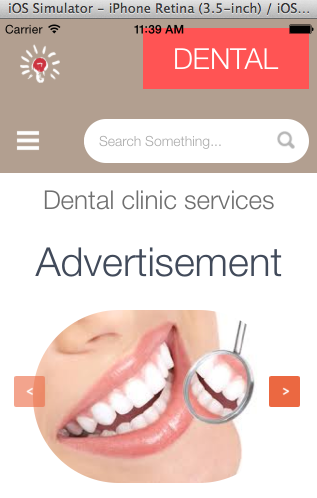 iOS Simulator – iPhone Retina (3.5-inch) / iOS...
Carrier 11:39 AM
DENTAL
Search Something...
Dental clinic services
Advertisement
< >